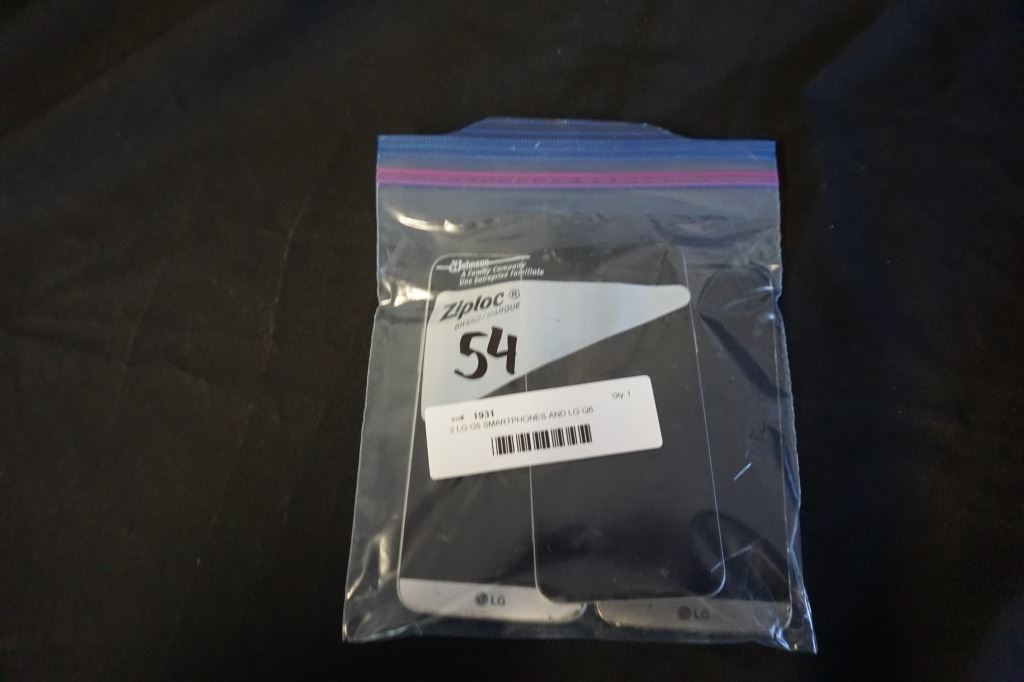 Johnson
A Family Company
Une Entreprise Familiale
Ziploc®
BRAND/MARQUE
54
Inv# 1931 Qty 1
2 LG G5 SMARTPHONES AND LG G6
LG
LG